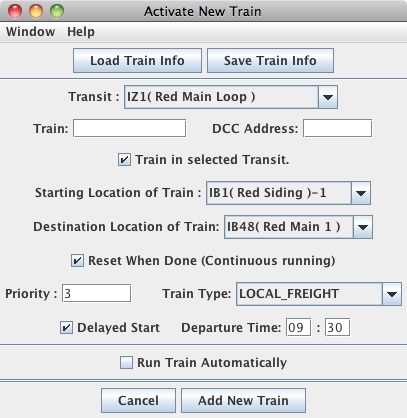 Activate New Train
Window Help
Load Train Info Save Train Info
Transit : IZ1( Red Main Loop )
Train: DCC Address:
Train in selected Transit.
Starting Location of Train : IB1( Red Siding )-1
Destination Location of Train: IB48( Red Main 1 )
Reset When Done (Continuous running)
Priority : 3 Train Type: LOCAL_FREIGHT
Delayed Start Departure Time: 09 : 30
Run Train Automatically
Cancel Add New Train